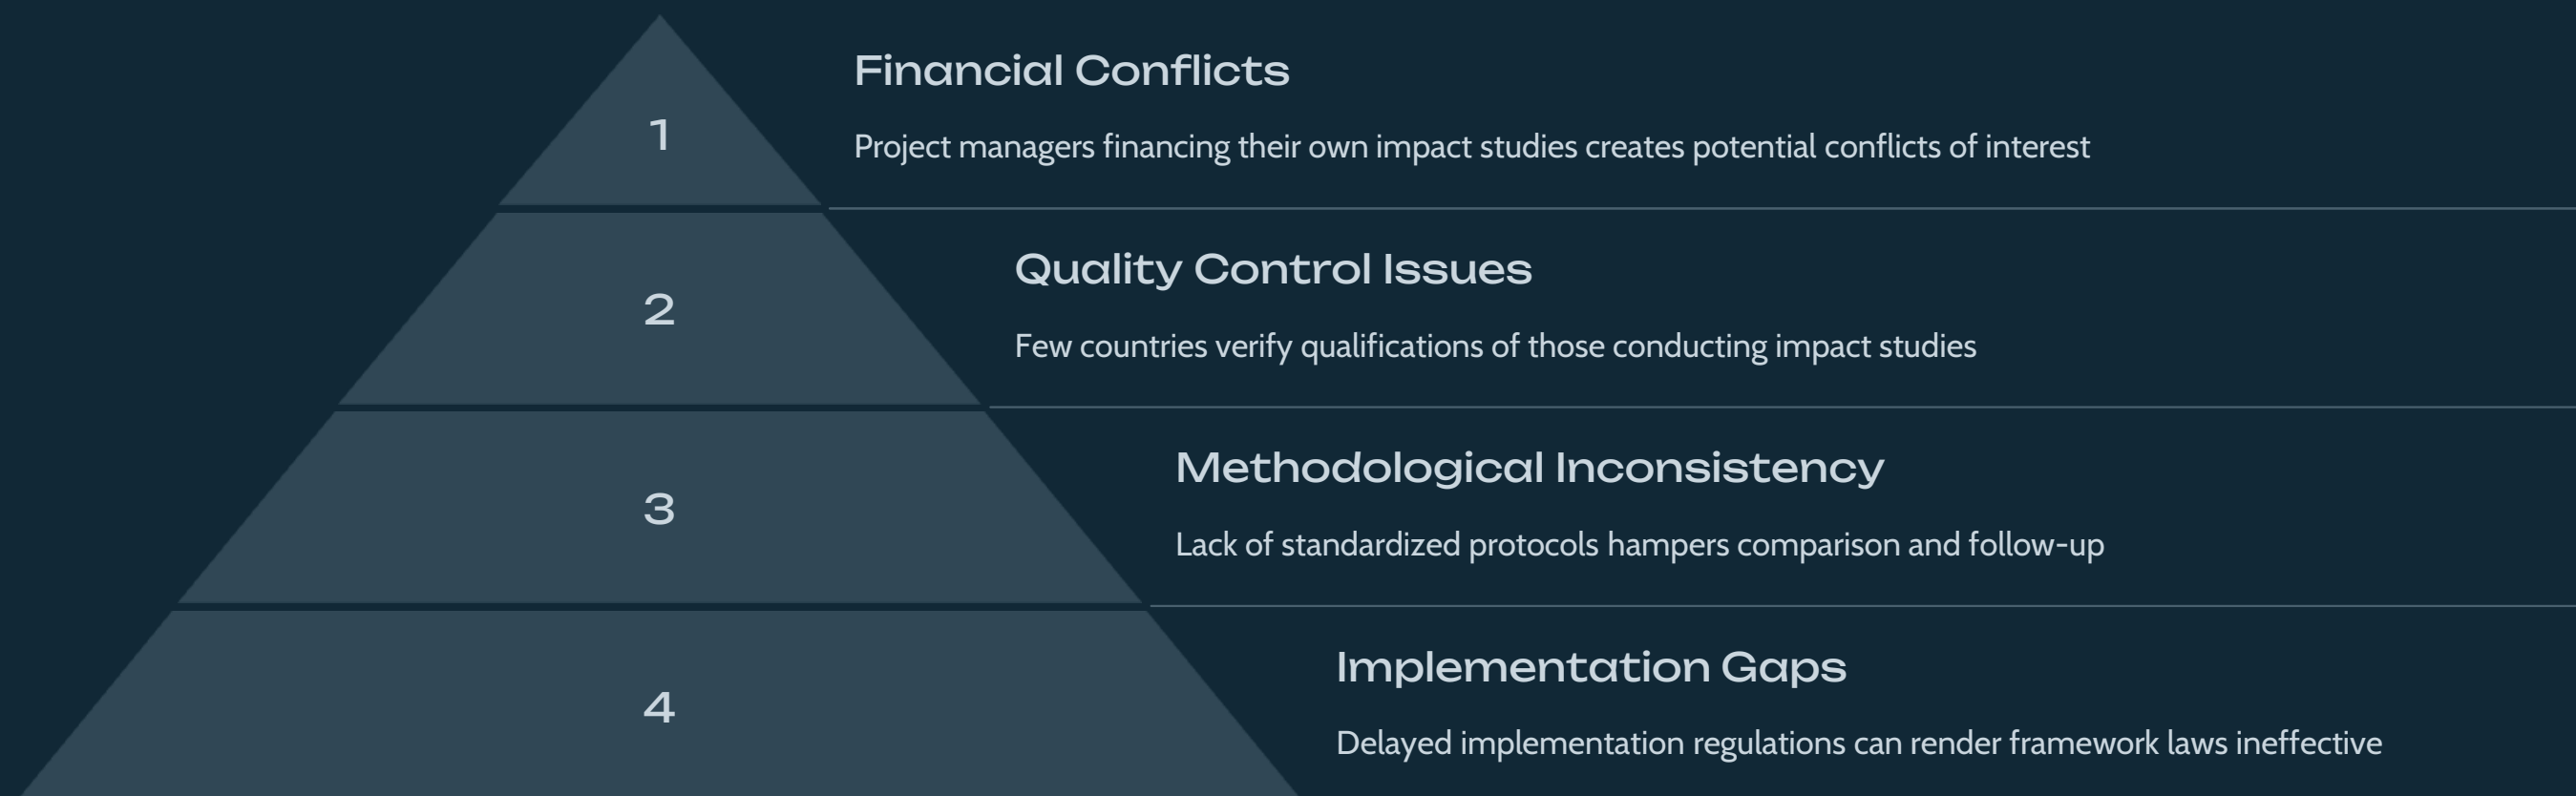 1
Financial Conflicts
Project managers financing their own impact studies creates potential conflicts of interest
2
Quality Control Issues
Few countries verify qualifications of those conducting impact studies
3
Methodological Inconsistency
Lack of standardized protocols hampers comparison and follow-up
4
Implementation Gaps
Delayed implementation regulations can render framework laws ineffective